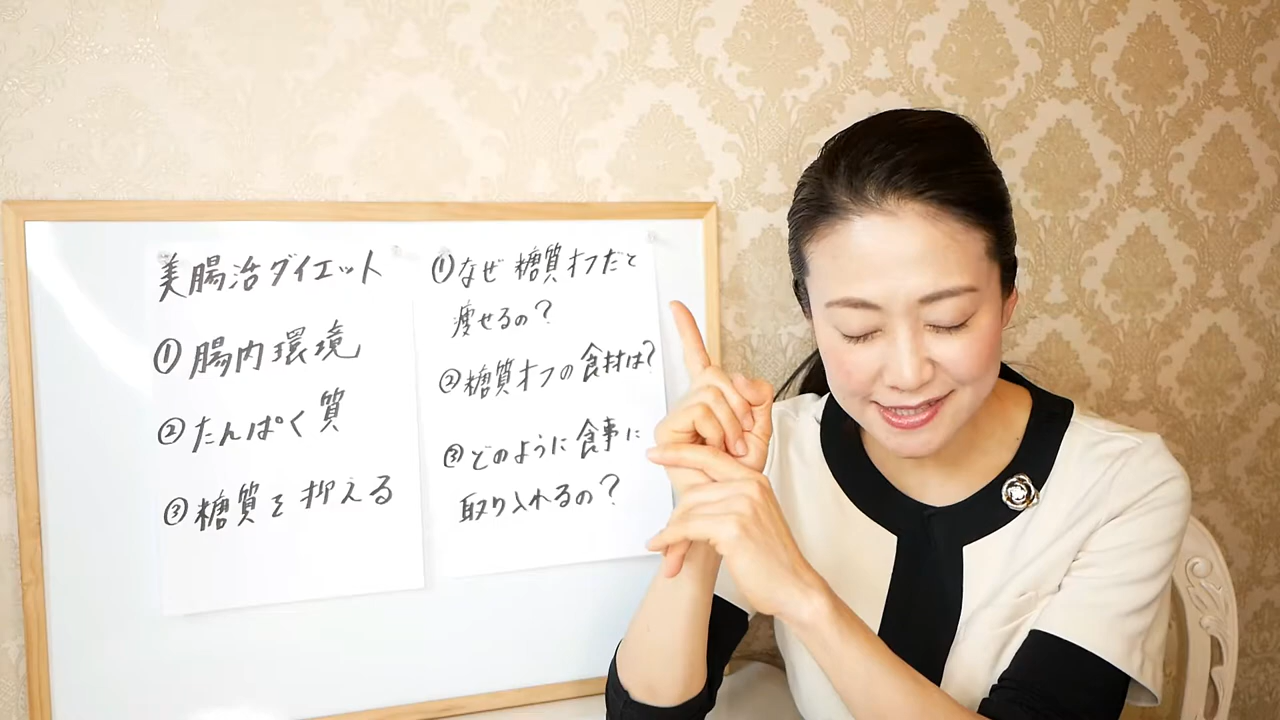 美腸治ダイエット
①腸内環境
②たんぱく質
③糖質を抑える
①なぜ糖質オフだと
痩せるの?
②糖質オフの食材は?
③どのように食事に
取り入れるの?